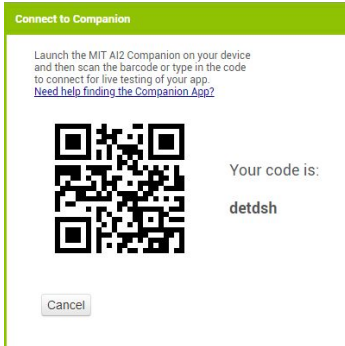 Connect to Companion
Launch the MIT AI2 Companion on your device
and then scan the barcode or type in the code
to connect for live testing of your app.
Need help finding the Companion App?
Your code is:
detdsh
Cancel